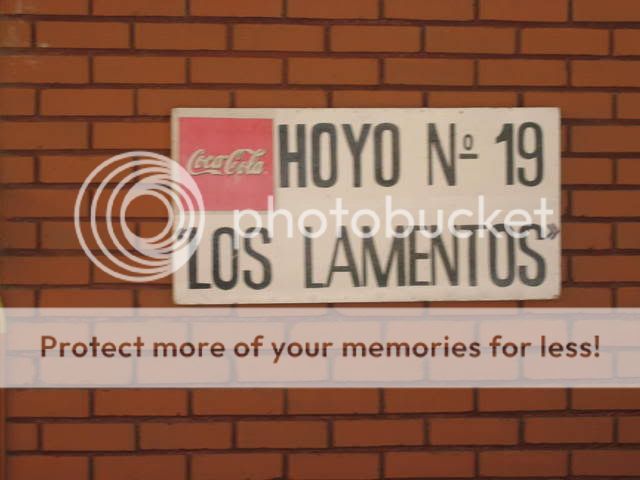 Coca-Cola
HOYO Nº 19
"LOS LAMENTOS"
photobucket
Protect more of your memories for less!